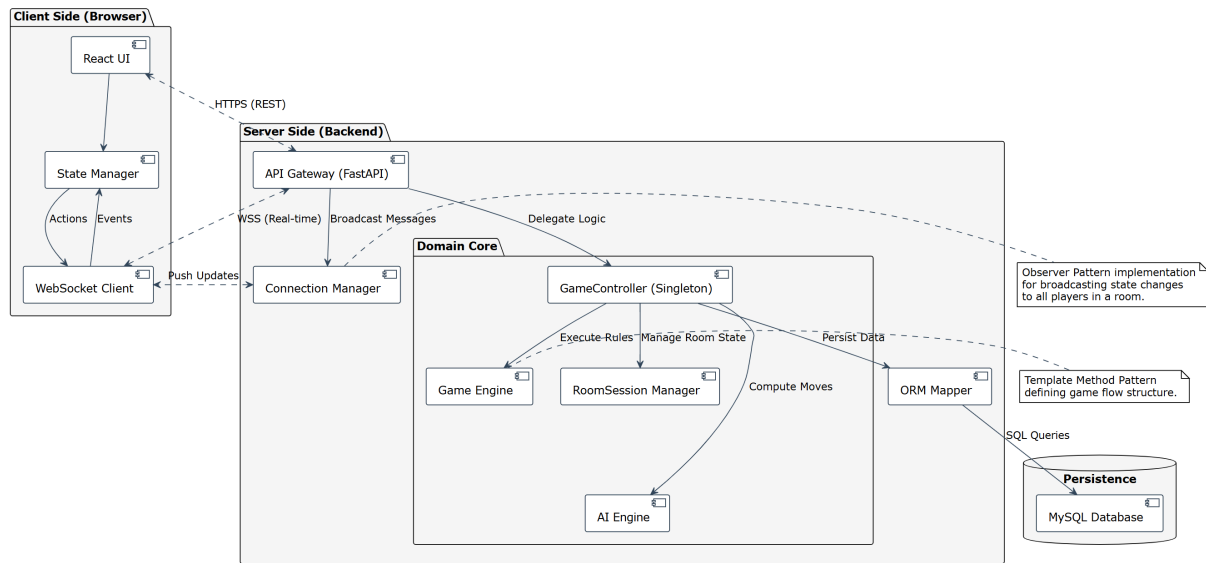 Client Side (Browser)
React UI
HTTPS (REST)
Server Side (Backend)
State Manager
API Gateway (FastAPI)
Actions
Events
WSS (Real-time)
Broadcast Messages
Delegate Logic
Domain Core
Push Updates
WebSocket Client
Connection Manager
GameController (Singleton)
Observer Pattern implementation
for broadcasting state changes
to all players in a room.
Execute Rules
Manage Room State
Persist Data
Game Engine
RoomSession Manager
Compute Moves
ORM Mapper
Template Method Pattern
defining game flow structure.
SQL Queries
Persistence
AI Engine
MySQL Database